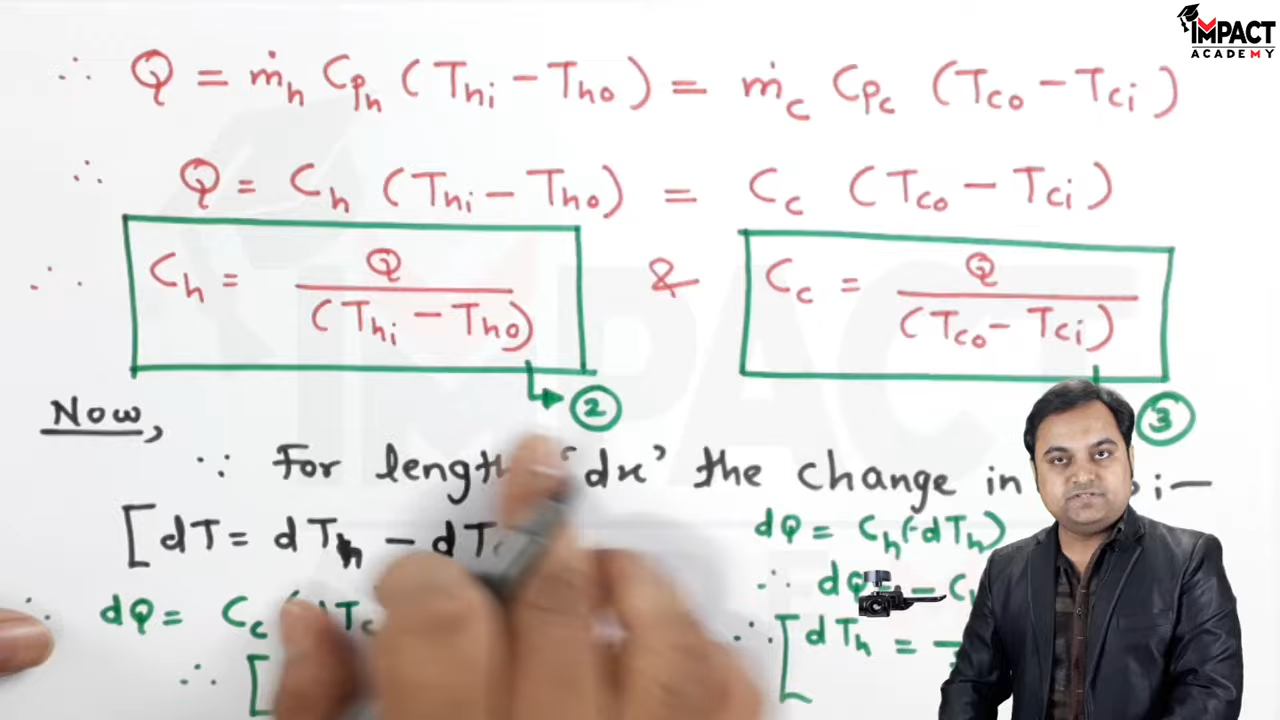 IMPACT
ACADEMY
∴ Q = ṁh Cph (Thi − Tho) = ṁc Cpc (Tco − Tci)
∴ Q = Ch (Thi − Tho) = Cc (Tco − Tci)
∴ Ch = Q / (Thi − Tho) & Cc = Q / (Tco − Tci)
② ③
Now,
∵ For length 'dx' the change in
[dT = dTh − dTc
dQ = Ch(-dTh)
∴ dQ = − C
∵ dQ = Cc
∴ [dTh =
∴ [